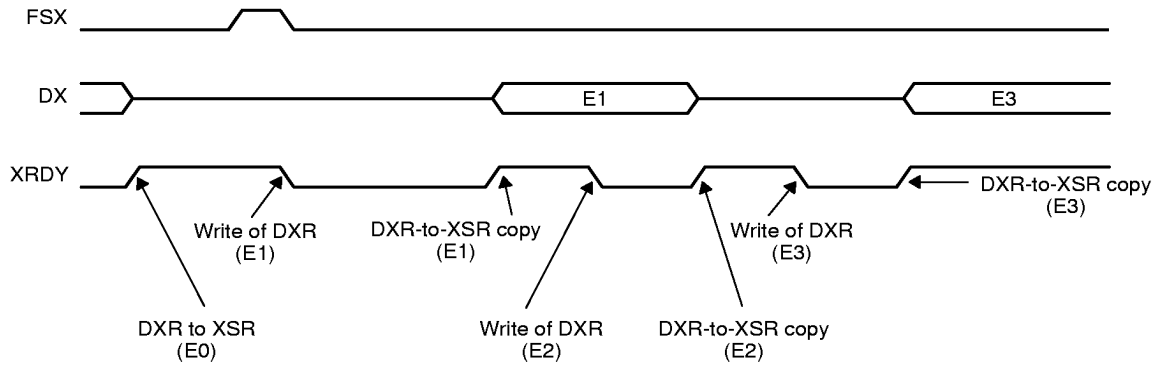 FSX
DX
E1
E3
XRDY
Write of DXR
(E1)
DXR-to-XSR copy
(E1)
Write of DXR
(E3)
DXR-to-XSR copy
(E3)
DXR to XSR
(E0)
Write of DXR
(E2)
DXR-to-XSR copy
(E2)